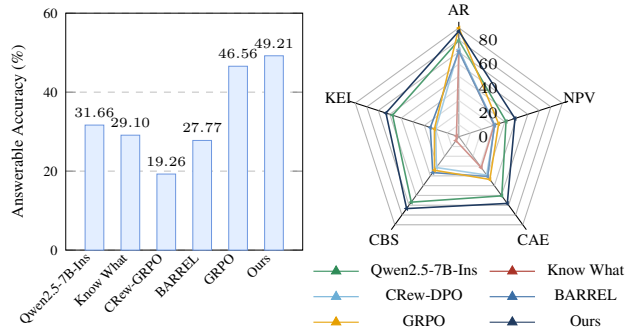 Answerable Accuracy (%)
60
40
20
0
31.66
29.10
19.26
27.77
46.56
49.21
Qwen2.5-7B-Ins
Know What
CRew-GRPO
BARREL
GRPO
Ours
AR
NPV
CAE
CBS
KEI
80
60
40
20
0
Qwen2.5-7B-Ins
Know What
CRew-DPO
BARREL
GRPO
Ours